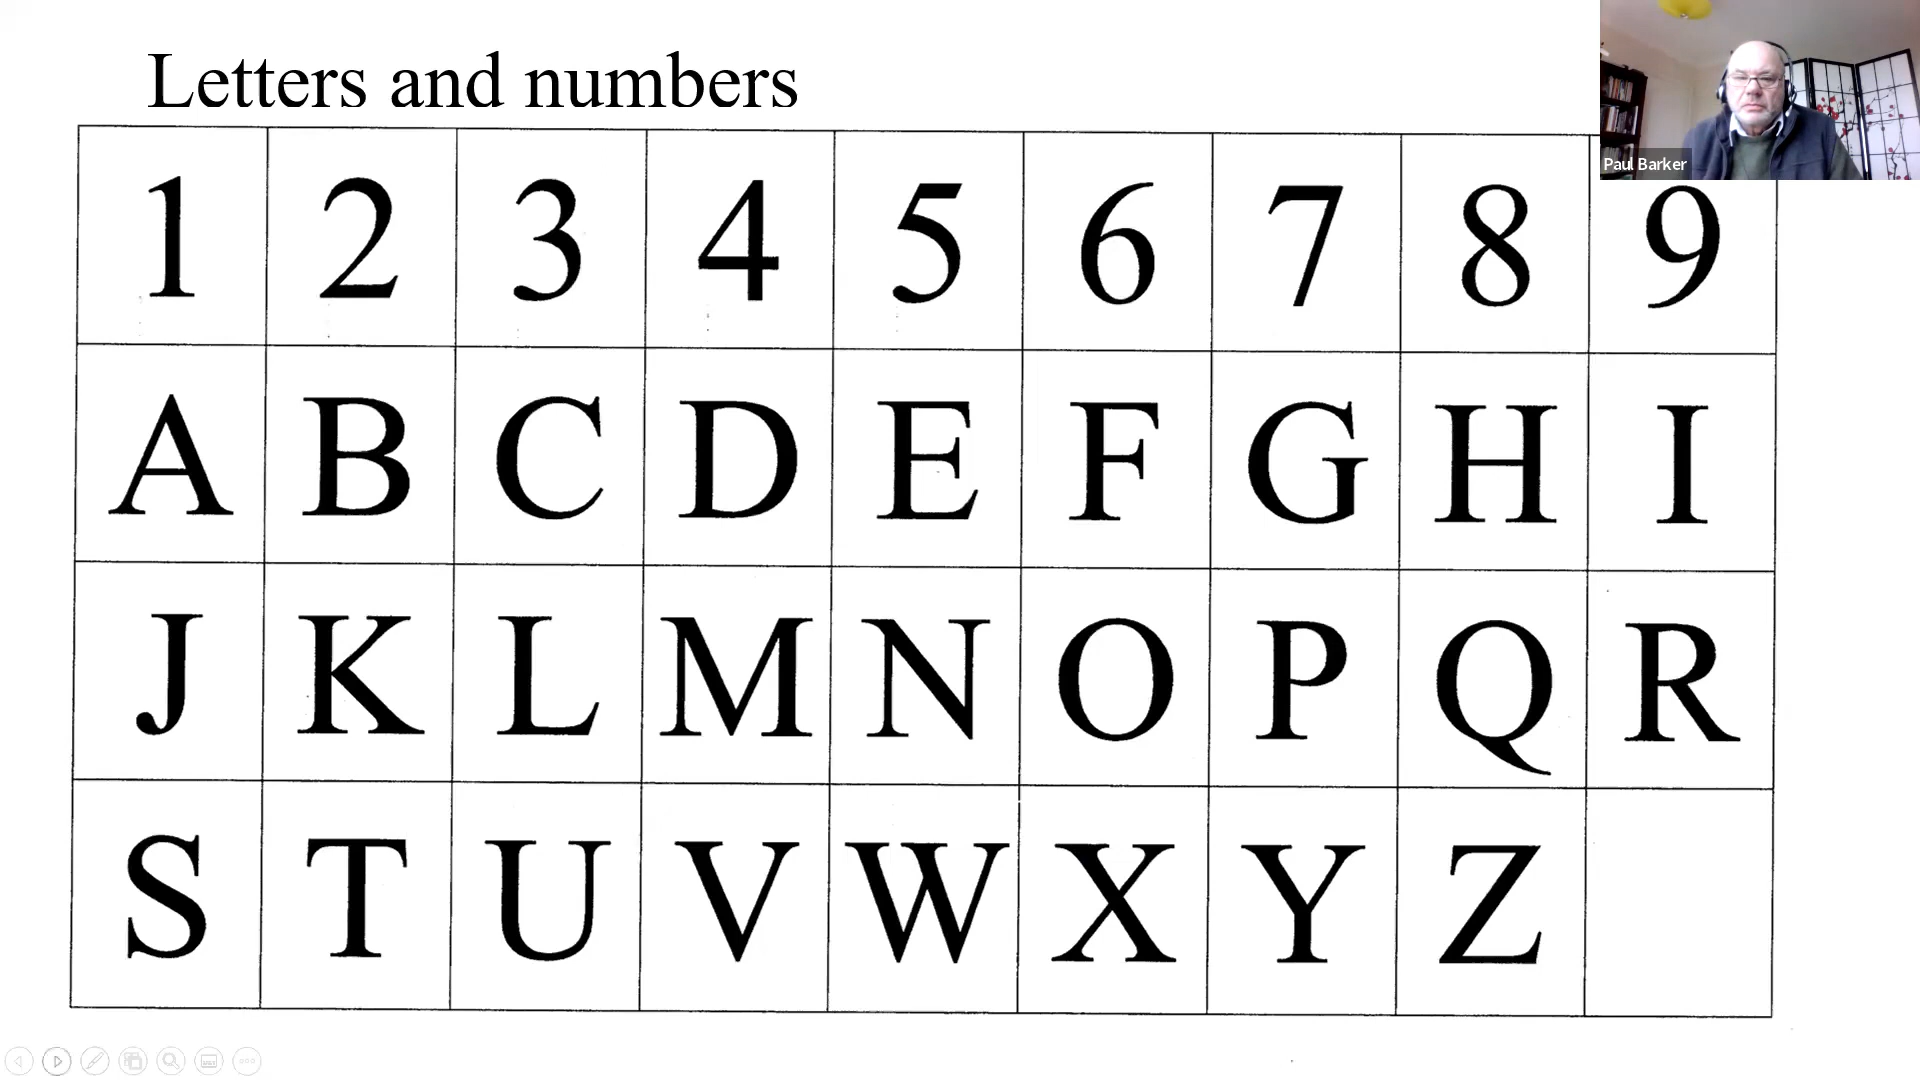 Letters and numbers
Paul Barker
1 2 3 4 5 6 7 8 9
A B C D E F G H I
J K L M N O P Q R
S T U V W X Y Z